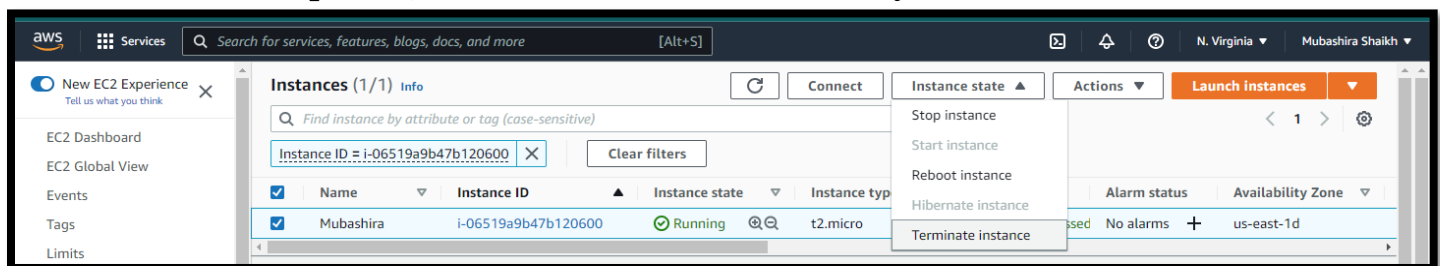 aws
Services
Search for services, features, blogs, docs, and more
[Alt+S]
N. Virginia
Mubashira Shaikh
New EC2 Experience
Tell us what you think
EC2 Dashboard
EC2 Global View
Events
Tags
Limits
Instances (1/1) Info
Connect
Instance state
Actions
Launch instances
Find instance by attribute or tag (case-sensitive)
1
Instance ID = i-06519a9b47b120600
Clear filters
Stop instance
Start instance
Reboot instance
Hibernate instance
Terminate instance
Name Instance ID Instance state Instance typ Alarm status Availability Zone
Mubashira i-06519a9b47b120600 Running t2.micro ssed No alarms + us-east-1d